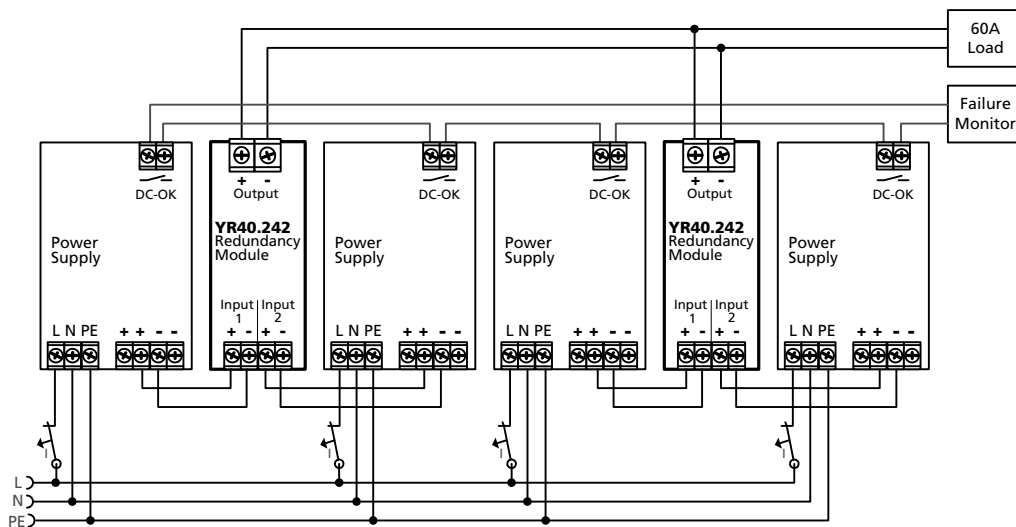 60A
Load
Failure
Monitor
DC-OK
Power
Supply
L N PE
+ + - -
+ -
Output
YR40.242
Redundancy
Module
Input
1
Input
2
+ - + -
DC-OK
Power
Supply
L N PE
+ + - -
DC-OK
Power
Supply
L N PE
+ + - -
+ -
Output
YR40.242
Redundancy
Module
Input
1
Input
2
+ - + -
DC-OK
Power
Supply
L N PE
+ + - -
I
I
I
I
L
N
PE